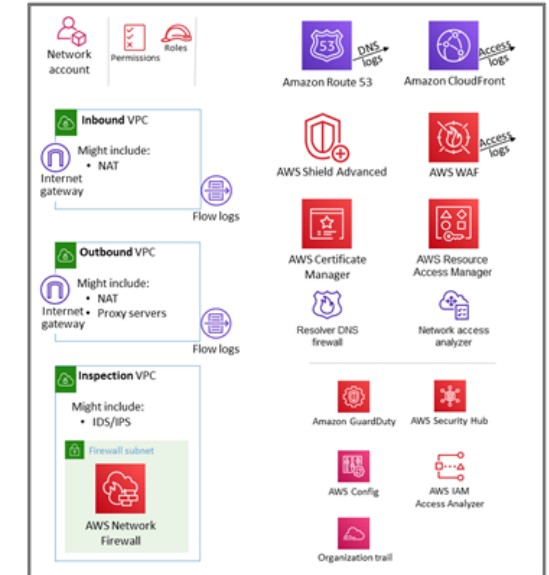 Network
account
Permissions
Roles
53
DNS
logs
Amazon Route 53
Access
logs
Amazon CloudFront
Inbound VPC
Might include:
• NAT
Internet
gateway
Flow logs
AWS Shield Advanced
Access
logs
AWS WAF
Outbound VPC
Might include:
• NAT
• Proxy servers
Internet
gateway
Flow logs
AWS Certificate
Manager
AWS Resource
Access Manager
Resolver DNS
firewall
Network access
analyzer
Inspection VPC
Might include:
• IDS/IPS
Firewall subnet
AWS Network
Firewall
Amazon GuardDuty
AWS Security Hub
AWS Config
AWS IAM
Access Analyzer
Organization trail